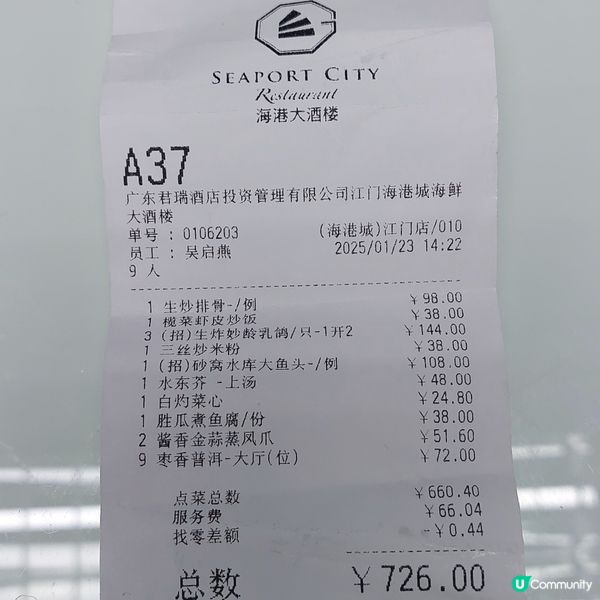 SEAPORT CITY
Restaurant
海港大酒楼
A37
广东君瑞酒店投资管理有限公司江门海港城海鲜
大酒楼
单号 : 0106203 (海港城)江门店/010
员工 : 吴启燕 2025/01/23 14:22
9 人
1 生炒排骨-/例 ¥98.00
1 榄菜虾皮炒饭 ¥38.00
3 (招)生炸妙龄乳鸽/只-1开2 ¥144.00
1 三丝炒米粉 ¥38.00
1 (招)砂窝水库大鱼头-/例 ¥108.00
1 水东芥 -上汤 ¥48.00
1 白灼菜心 ¥24.80
1 胜瓜煮鱼腐/份 ¥38.00
2 酱香金蒜蒸凤爪 ¥51.60
9 枣香普洱-大厅(位) ¥72.00
点菜总数 ¥660.40
服务费 ¥66.04
找零差额 -¥0.44
总数 ¥726.00
U Community